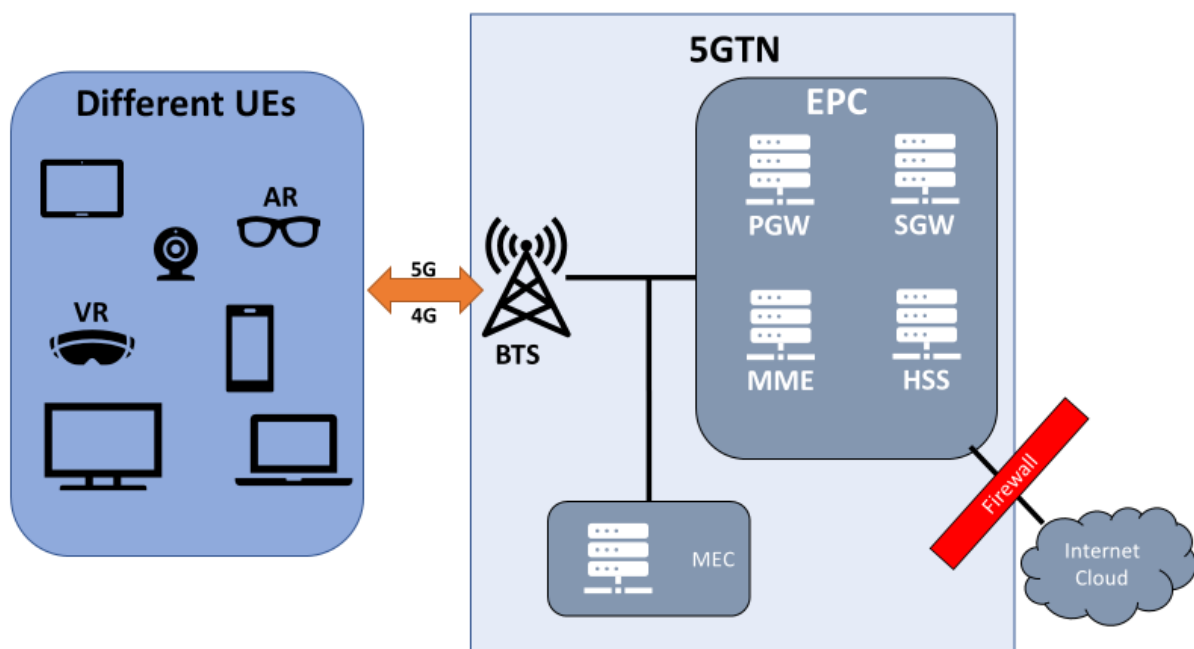 5GTN
Different UEs
EPC
AR
PGW
SGW
5G
4G
VR
BTS
MME
HSS
Firewall
MEC
Internet
Cloud